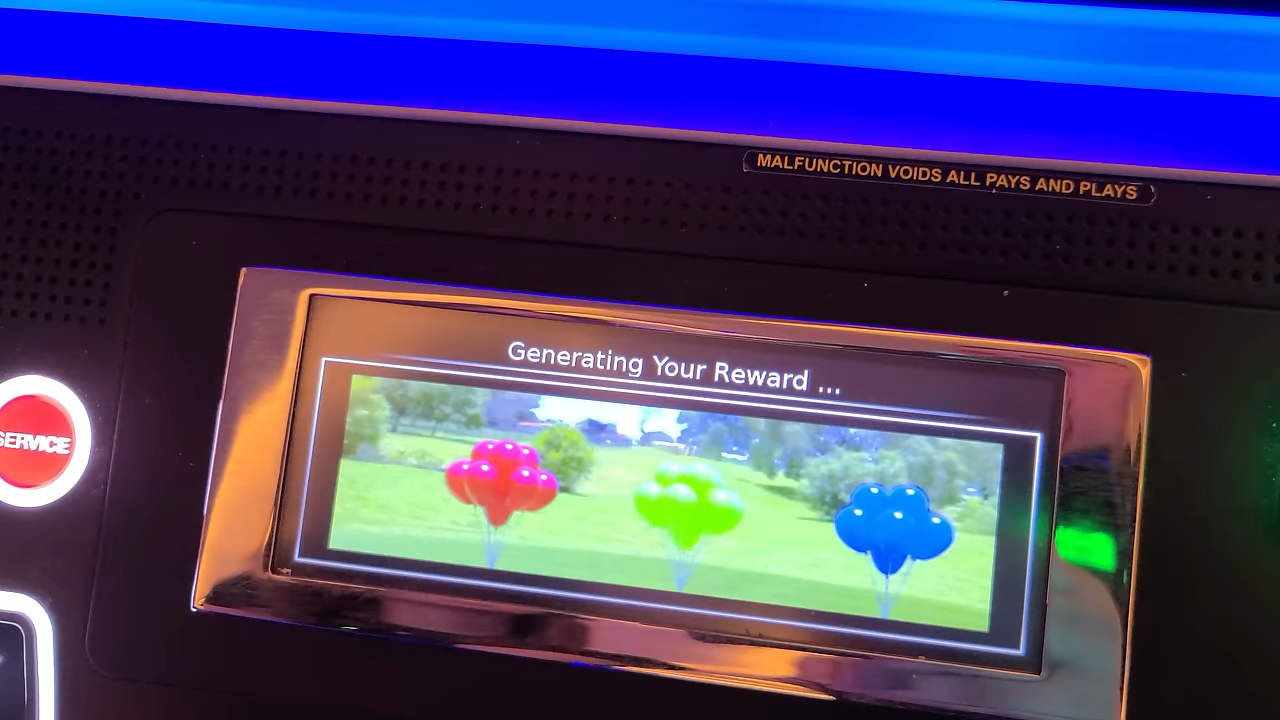 MALFUNCTION VOIDS ALL PAYS AND PLAYS
Generating Your Reward ...
SERVICE